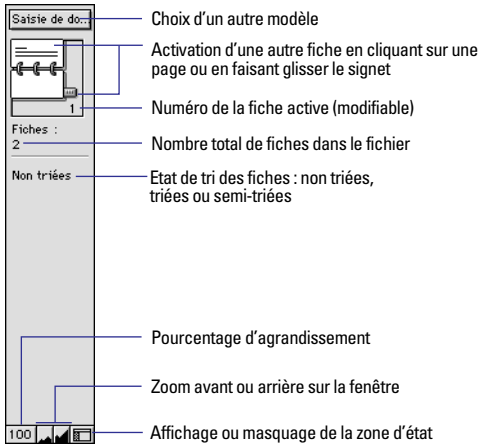 Saisie de do...
Choix d'un autre modèle
Activation d'une autre fiche en cliquant sur une
page ou en faisant glisser le signet
1
Numéro de la fiche active (modifiable)
Fiches :
2
Nombre total de fiches dans le fichier
Non triées
Etat de tri des fiches : non triées,
triées ou semi-triées
Pourcentage d'agrandissement
Zoom avant ou arrière sur la fenêtre
100
Affichage ou masquage de la zone d'état